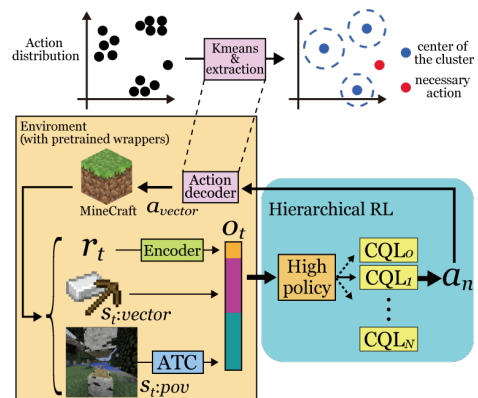 Action
distribution
Kmeans
&
extraction
center of
the cluster
necessary
action
Enviroment
(with pretrained wrappers)
MineCraft
Action
decoder
a_vector
O_t
r_t
Encoder
s_t:vector
ATC
s_t:pov
Hierarchical RL
High
policy
CQL_0
CQL_1
⋮
CQL_N
a_n